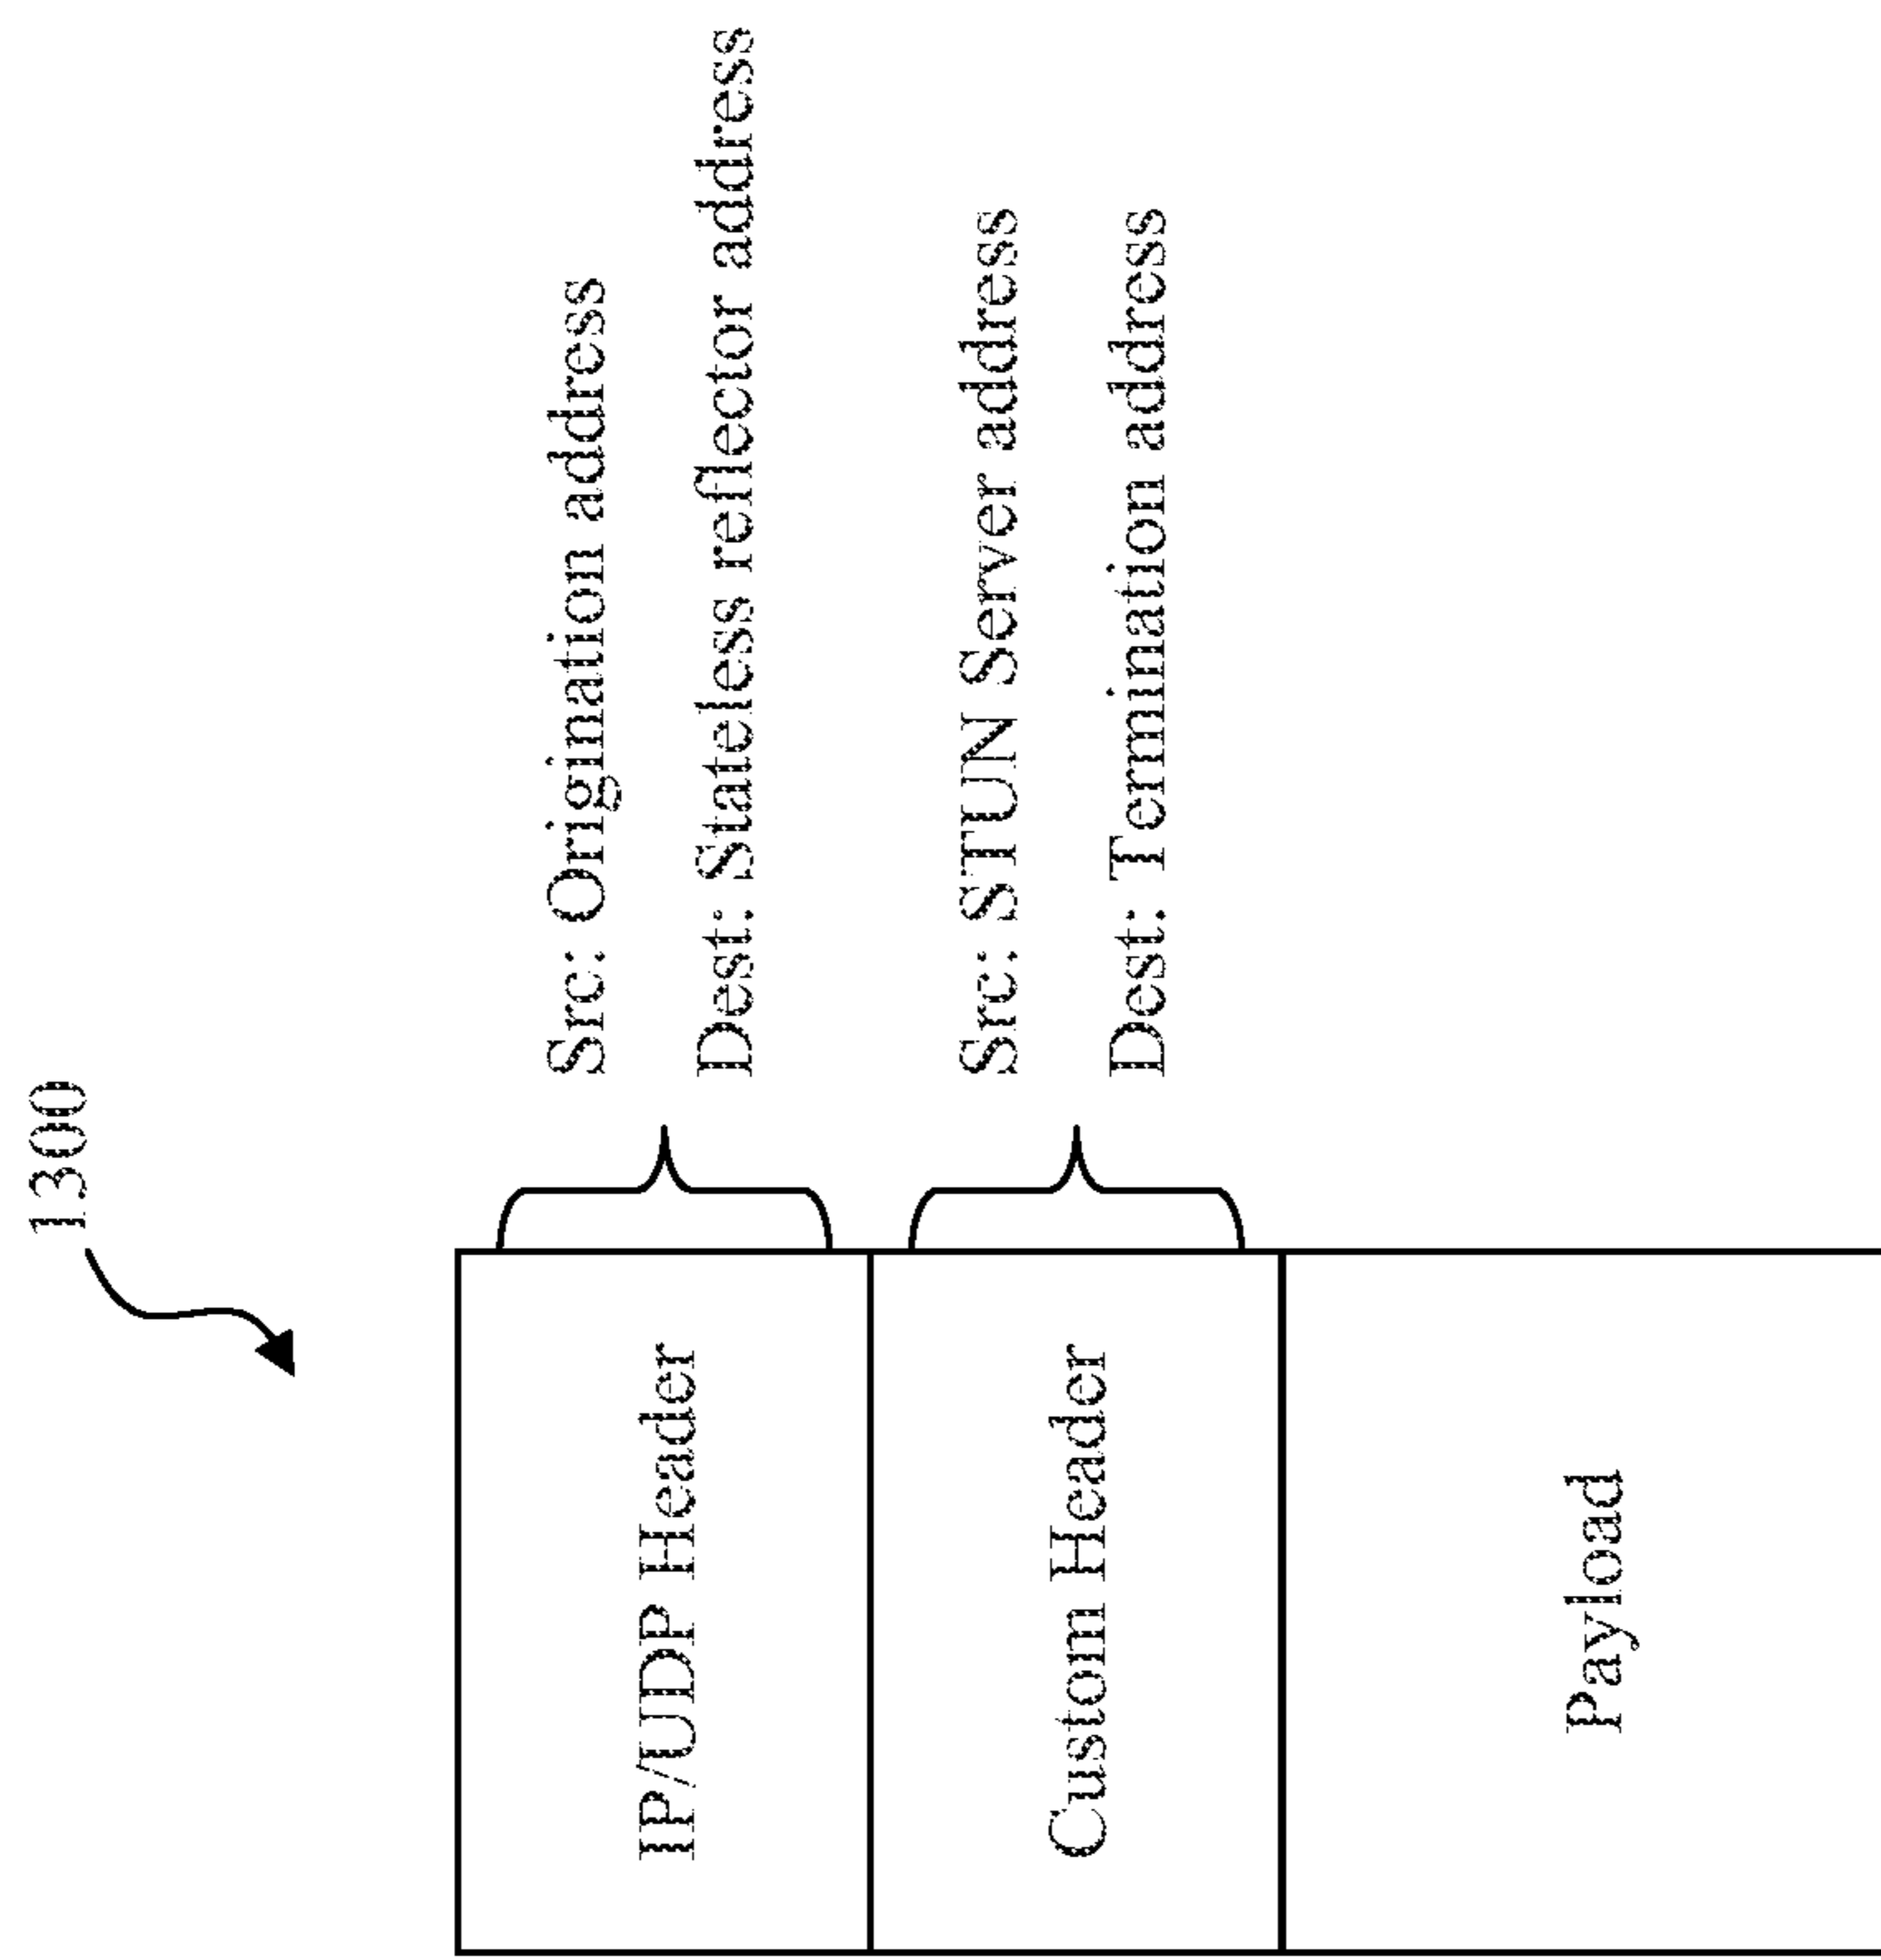 1300
IP/UDP Header
Src: Origination address
Dest: Stateless reflector address
Custom Header
Src: STUN Server address
Dest: Termination address
Payload